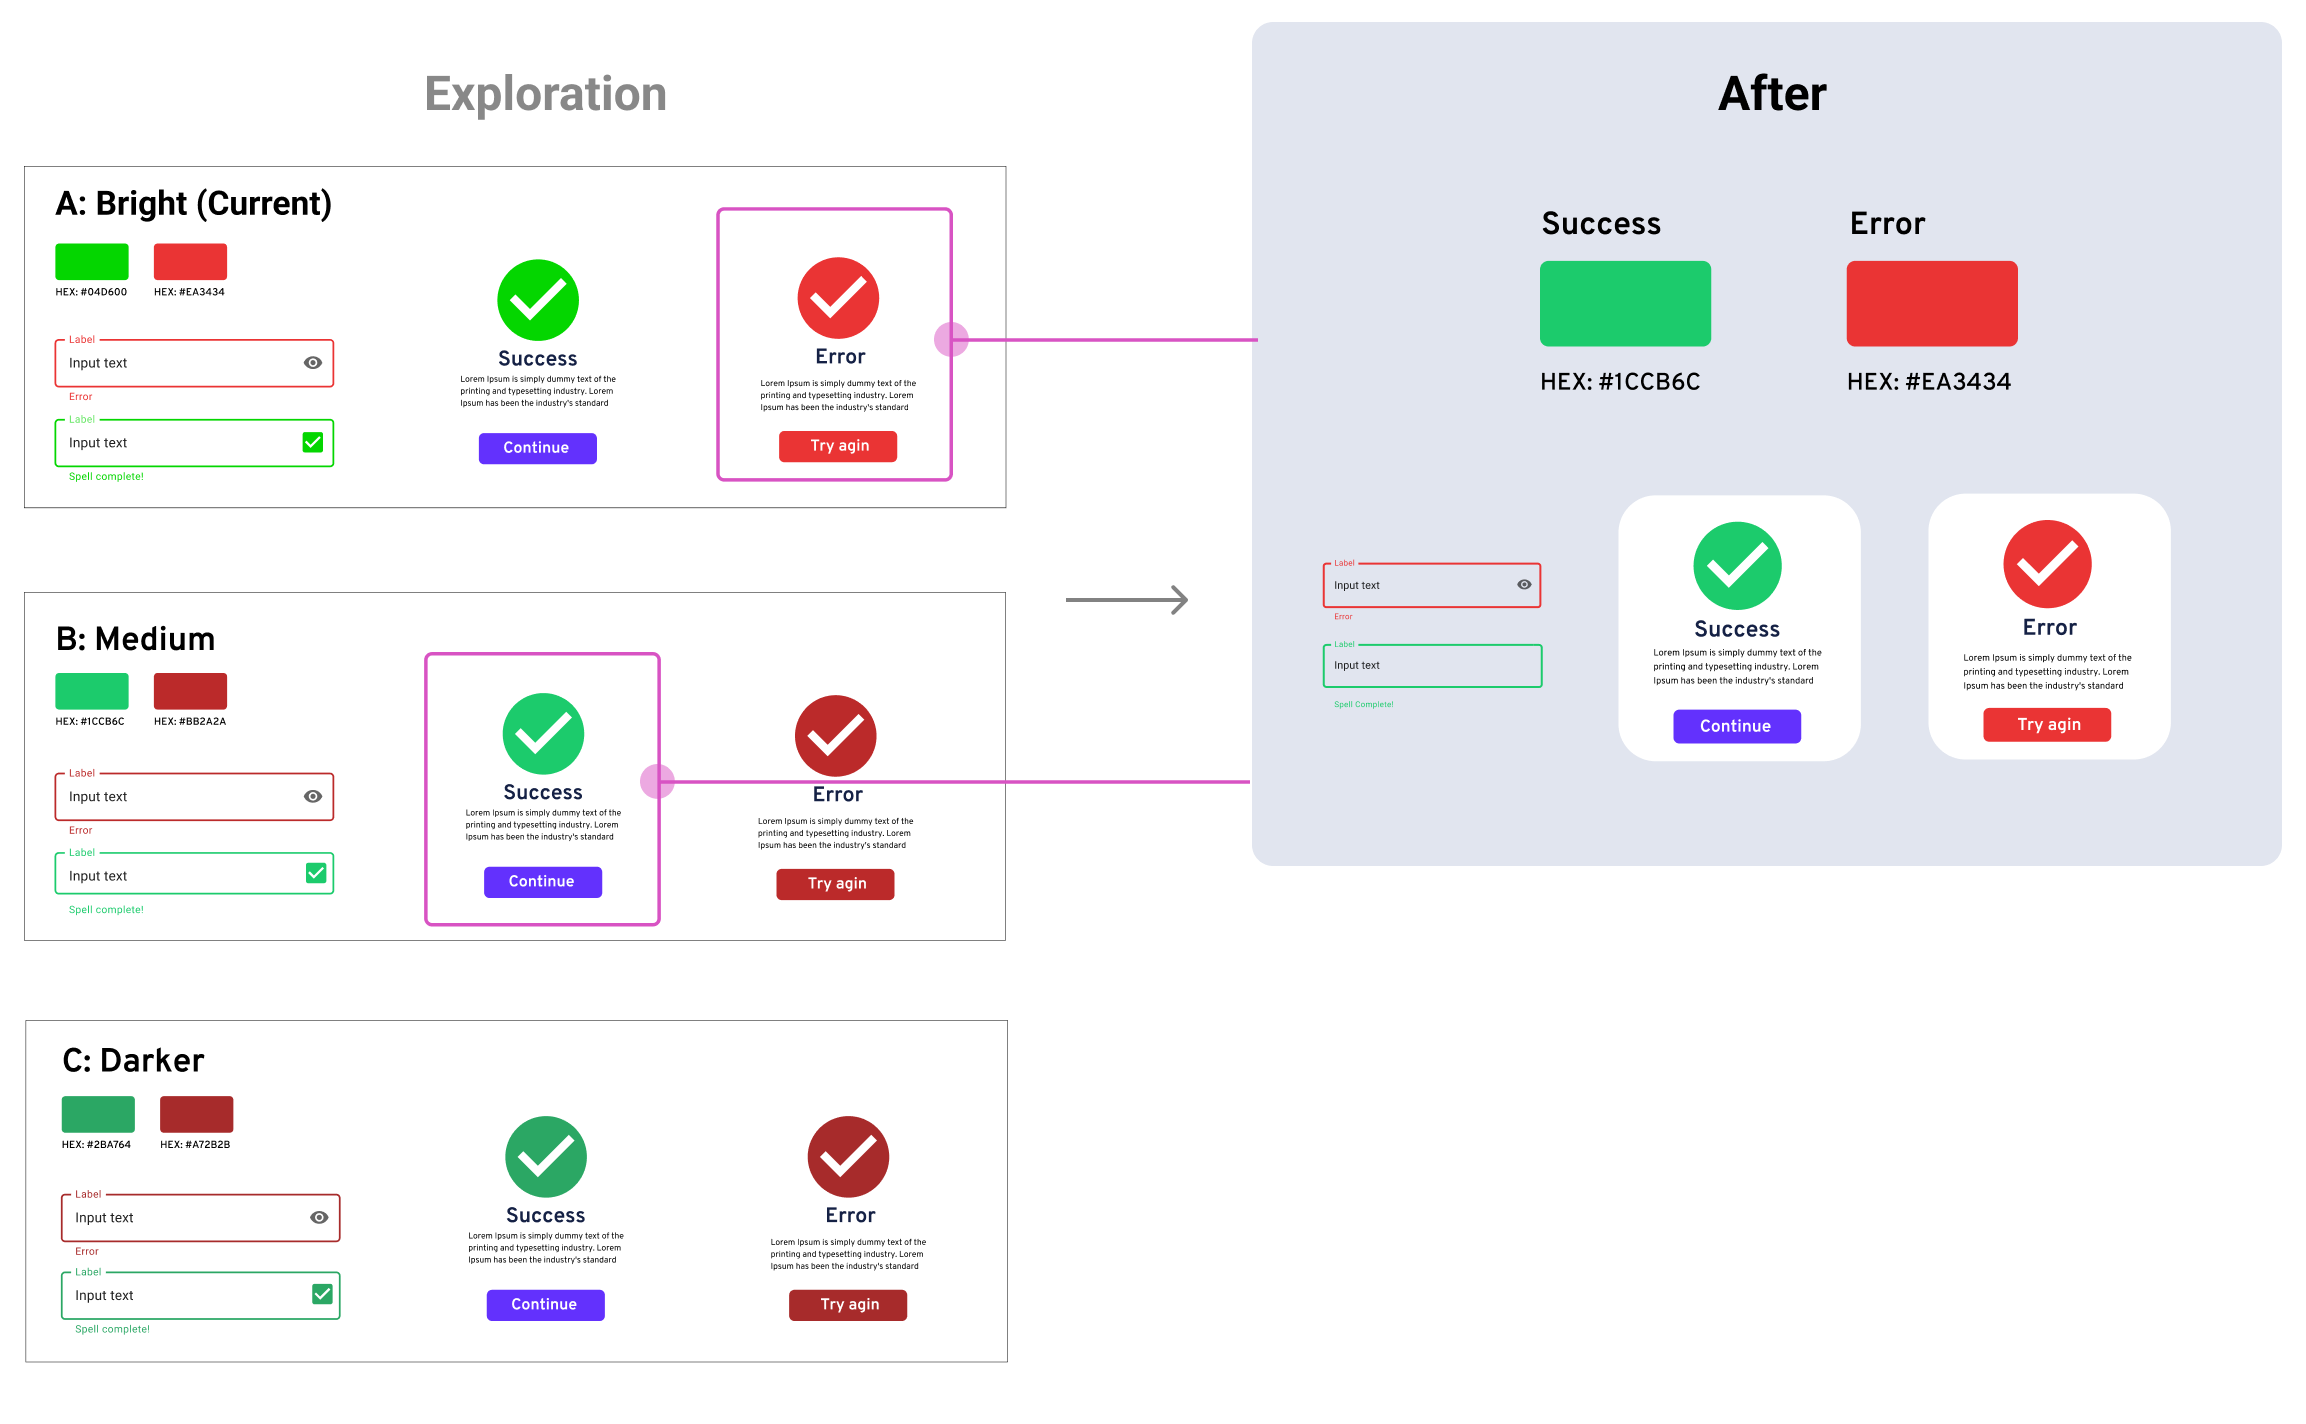 Exploration
A: Bright (Current)
HEX: #04D600
HEX: #EA3434
Label
Input text
Error
Label
Input text
Spell complete!
Success
Lorem Ipsum is simply dummy text of the
printing and typesetting industry. Lorem
Ipsum has been the industry's standard
Continue
Error
Lorem Ipsum is simply dummy text of the
printing and typesetting industry. Lorem
Ipsum has been the industry's standard
Try agin
B: Medium
HEX: #1CCB6C
HEX: #BB2A2A
Label
Input text
Error
Label
Input text
Spell complete!
Success
Lorem Ipsum is simply dummy text of the
printing and typesetting industry. Lorem
Ipsum has been the industry's standard
Continue
Error
Lorem Ipsum is simply dummy text of the
printing and typesetting industry. Lorem
Ipsum has been the industry's standard
Try agin
C: Darker
HEX: #2BA764
HEX: #A72B2B
Label
Input text
Error
Label
Input text
Spell complete!
Success
Lorem Ipsum is simply dummy text of the
printing and typesetting industry. Lorem
Ipsum has been the industry's standard
Continue
Error
Lorem Ipsum is simply dummy text of the
printing and typesetting industry. Lorem
Ipsum has been the industry's standard
Try agin
After
Success
HEX: #1CCB6C
Error
HEX: #EA3434
Label
Input text
Error
Label
Input text
Spell Complete!
Success
Lorem Ipsum is simply dummy text of the
printing and typesetting industry. Lorem
Ipsum has been the industry's standard
Continue
Error
Lorem Ipsum is simply dummy text of the
printing and typesetting industry. Lorem
Ipsum has been the industry's standard
Try agin